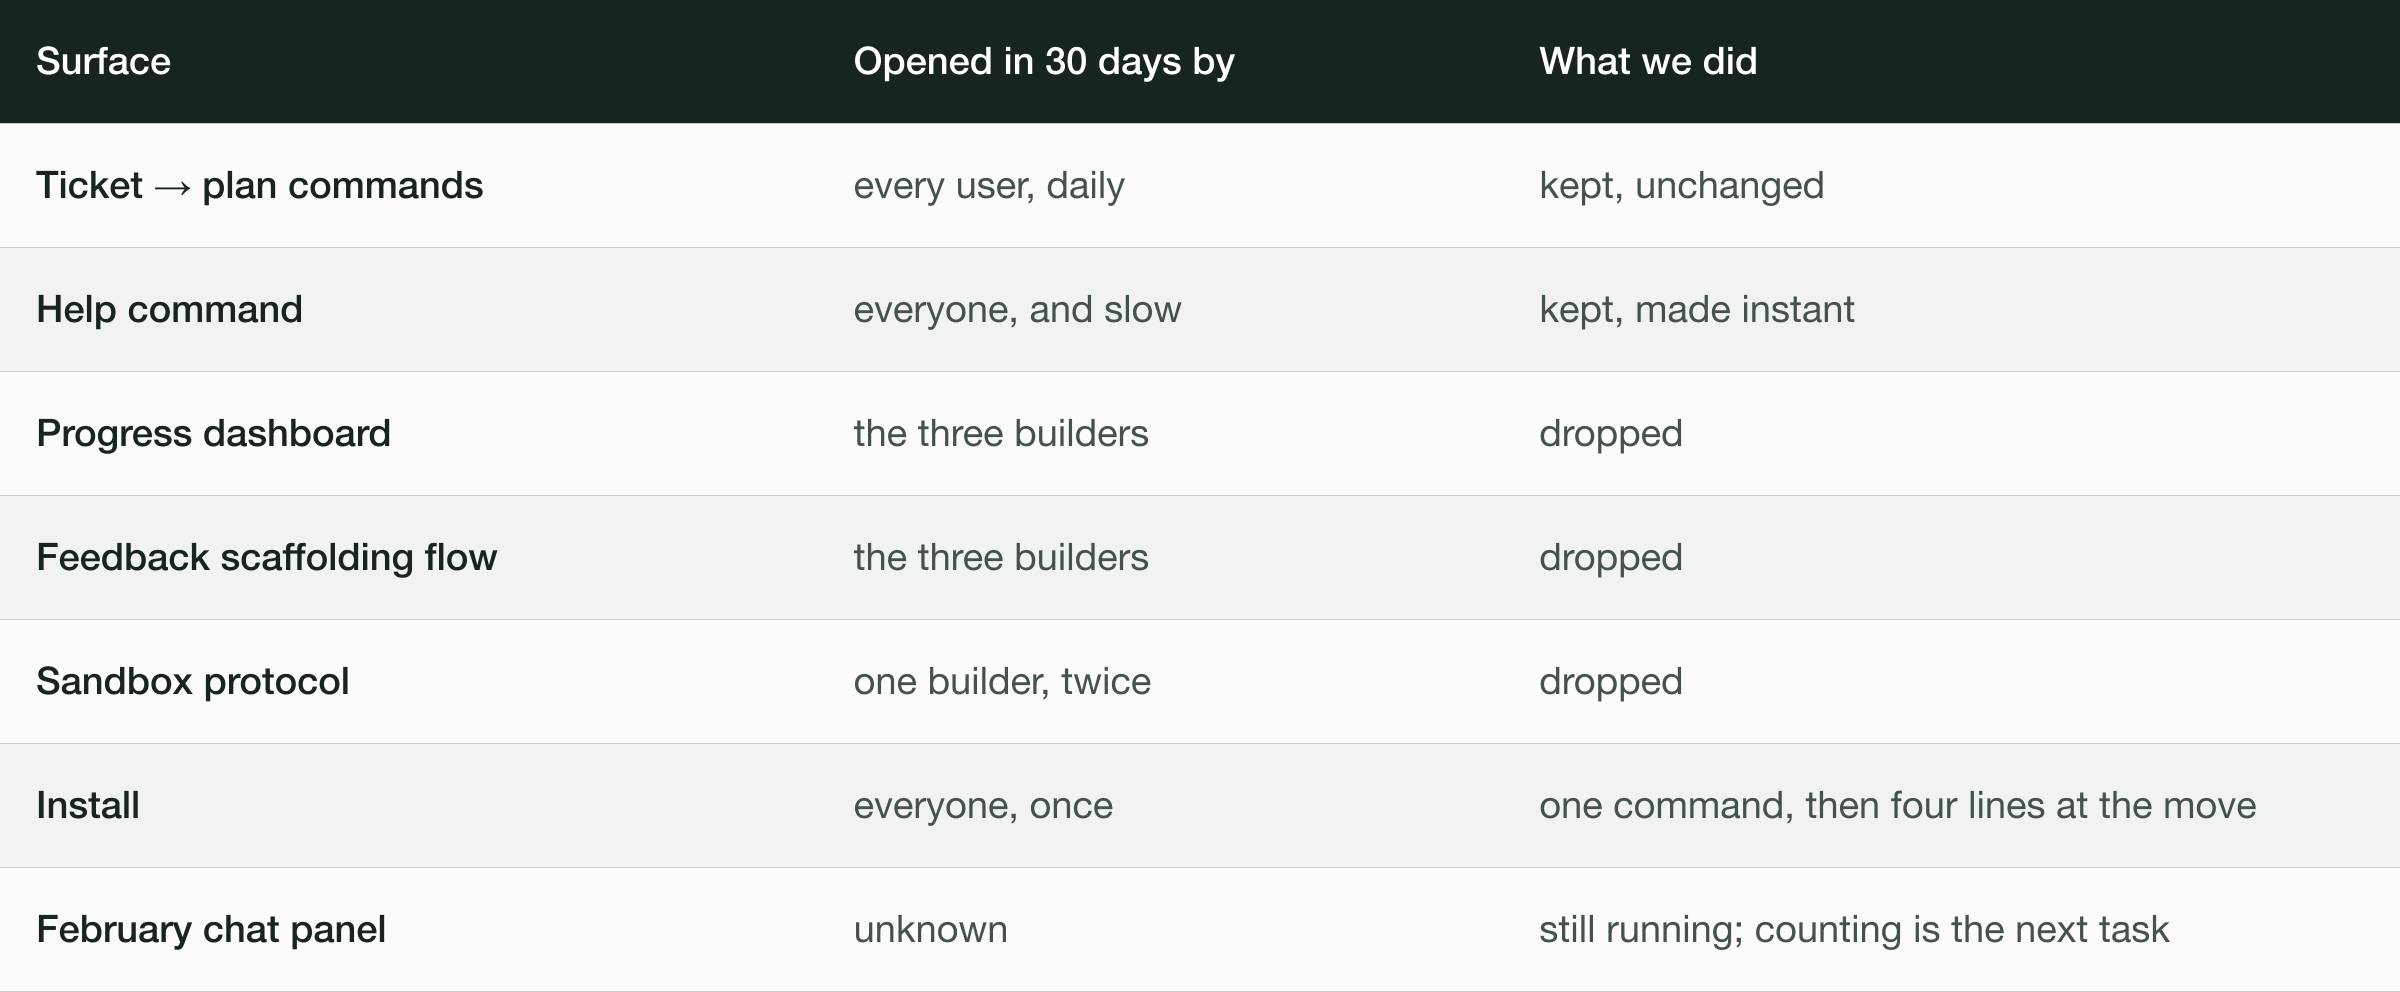 Surface Opened in 30 days by What we did
Ticket → plan commands every user, daily kept, unchanged
Help command everyone, and slow kept, made instant
Progress dashboard the three builders dropped
Feedback scaffolding flow the three builders dropped
Sandbox protocol one builder, twice dropped
Install everyone, once one command, then four lines at the move
February chat panel unknown still running; counting is the next task